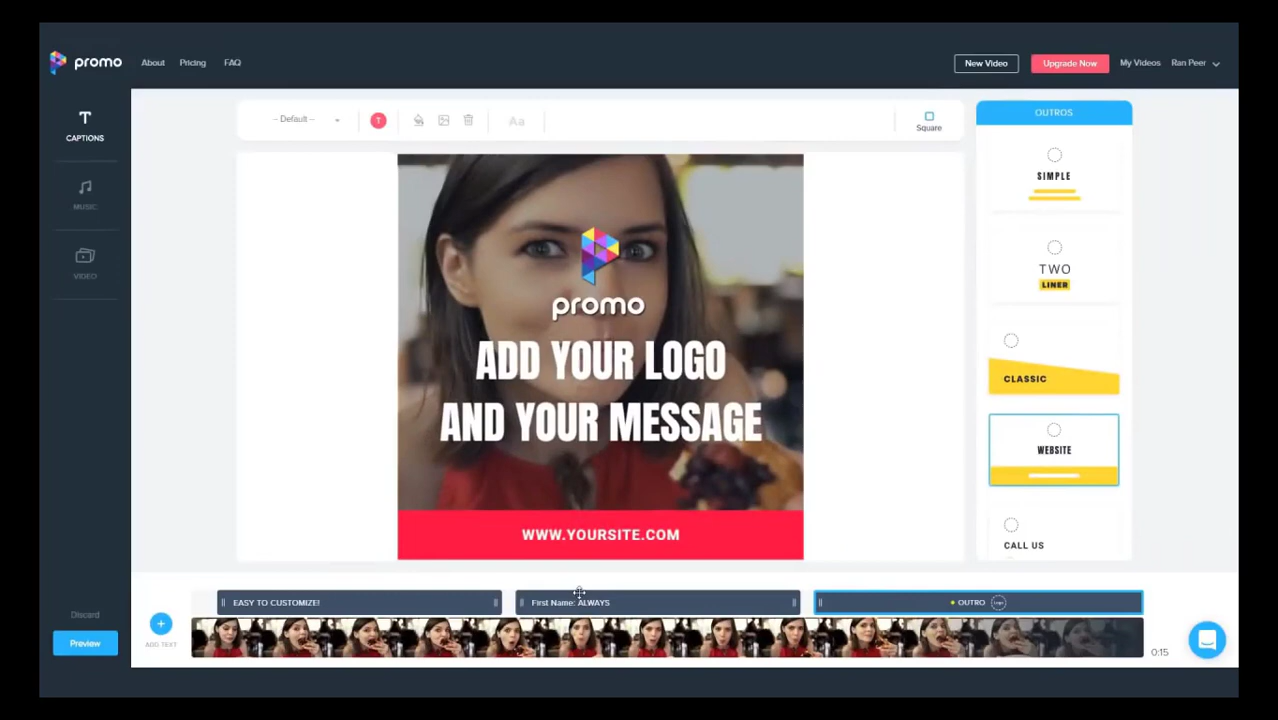 promo
About
Pricing
FAQ
New Video
Upgrade Now
My Videos
Ran Peer
T
CAPTIONS
MUSIC
VIDEO
-- Default --
T
Aa
Square
OUTROS
SIMPLE
TWO
LINER
CLASSIC
WEBSITE
CALL US
promo
ADD YOUR LOGO
AND YOUR MESSAGE
WWW.YOURSITE.COM
EASY TO CUSTOMIZE!
First Name: ALWAYS
OUTRO
Discard
Preview
ADD TEXT
0:15